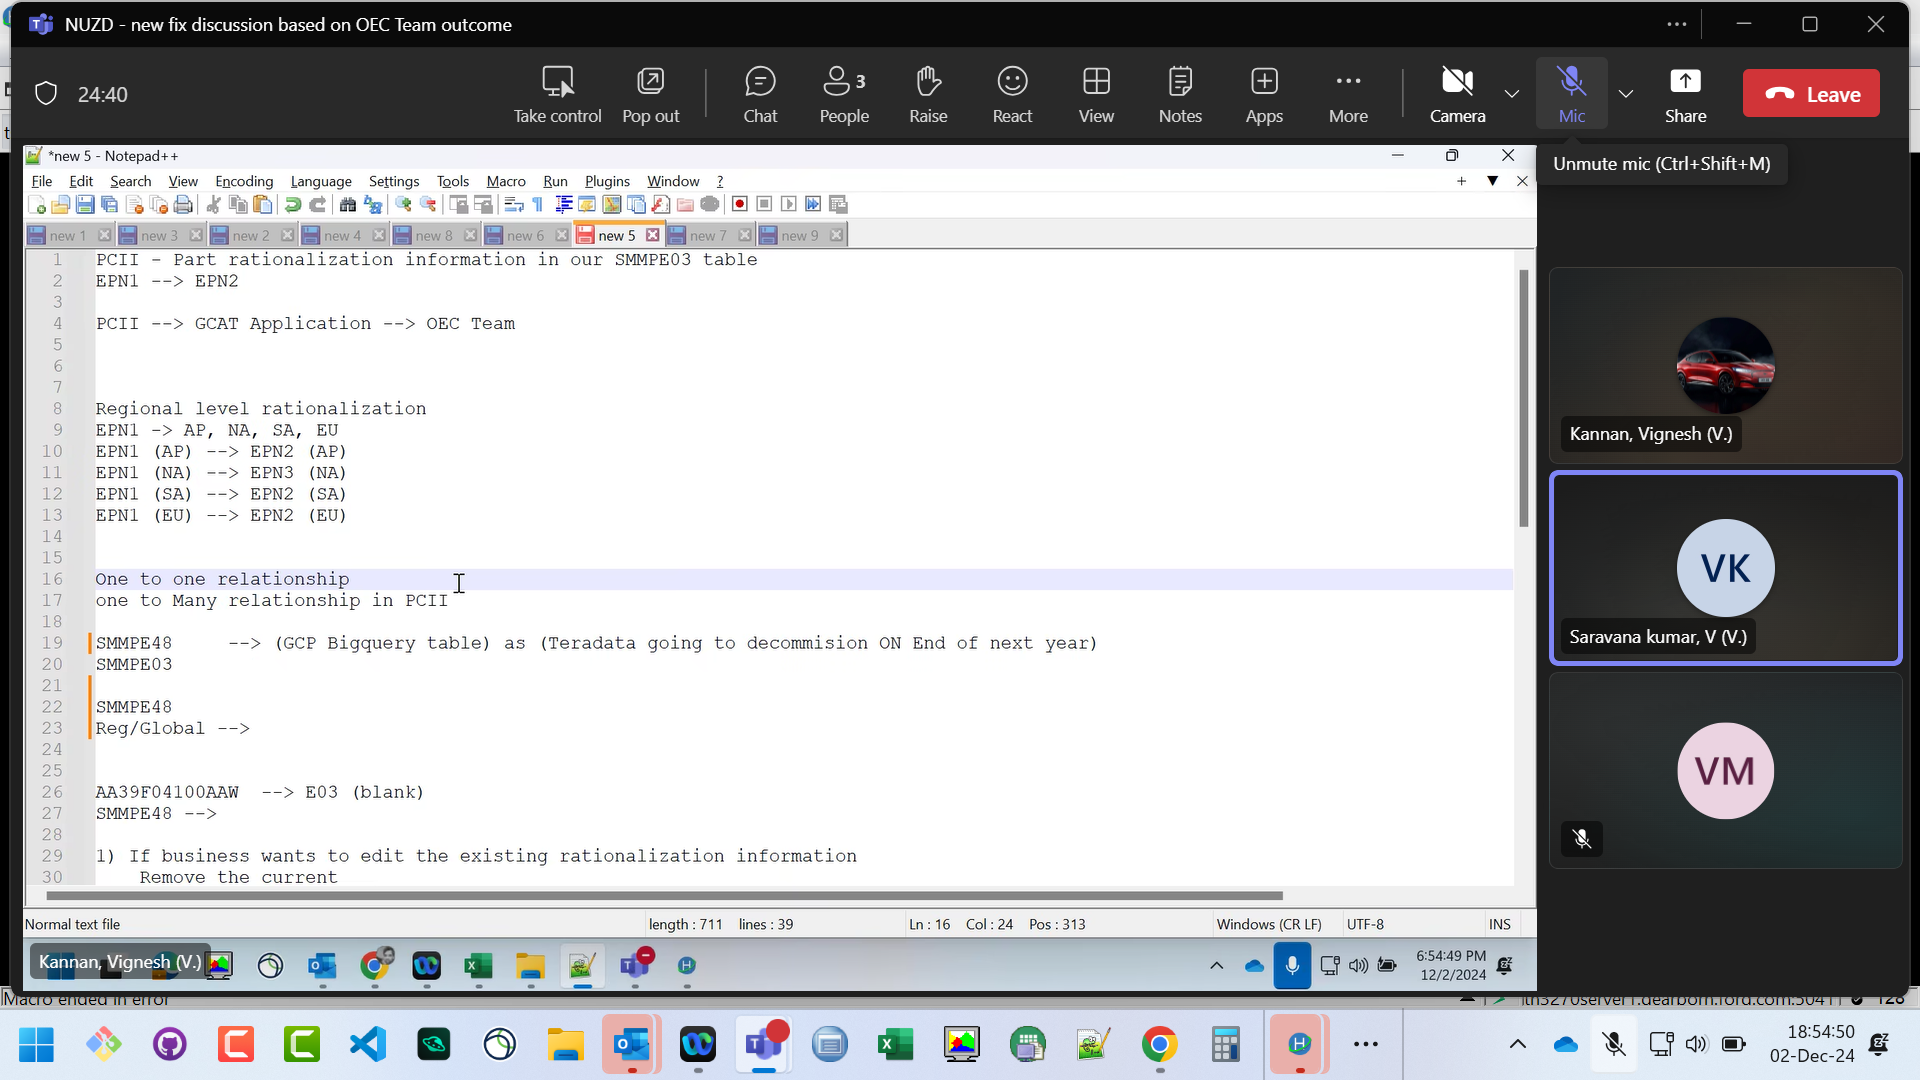 NUZD - new fix discussion based on OEC Team outcome
24:40
Take control
Pop out
Chat
People 3
Raise
React
View
Notes
Apps
More
Camera
Mic
Share
Leave
*new 5 - Notepad++
Unmute mic (Ctrl+Shift+M)
File Edit Search View Encoding Language Settings Tools Macro Run Plugins Window ?
new 1 new 3 new 2 new 4 new 8 new 6 new 5 new 7 new 9
1 PCII - Part rationalization information in our SMMPE03 table
2 EPN1 --> EPN2
3
4 PCII --> GCAT Application --> OEC Team
5
6
7
8 Regional level rationalization
9 EPN1 -> AP, NA, SA, EU
10 EPN1 (AP) --> EPN2 (AP)
11 EPN1 (NA) --> EPN3 (NA)
12 EPN1 (SA) --> EPN2 (SA)
13 EPN1 (EU) --> EPN2 (EU)
14
15
16 One to one relationship
17 one to Many relationship in PCII
18
19 SMMPE48 --> (GCP Bigquery table) as (Teradata going to decommision ON End of next year)
20 SMMPE03
21
22 SMMPE48
23 Reg/Global -->
24
25
26 AA39F04100AAW --> E03 (blank)
27 SMMPE48 -->
28
29 1) If business wants to edit the existing rationalization information
30 Remove the current
Normal text file
length : 711 lines : 39
Ln : 16 Col : 24 Pos : 313
Windows (CR LF)
UTF-8
INS
Kannan, Vignesh (V.)
VK
Saravana kumar, V (V.)
VM
Kannan, Vignesh (V.)
6:54:49 PM
12/2/2024
Macro ended in error
128
18:54:50
02-Dec-24